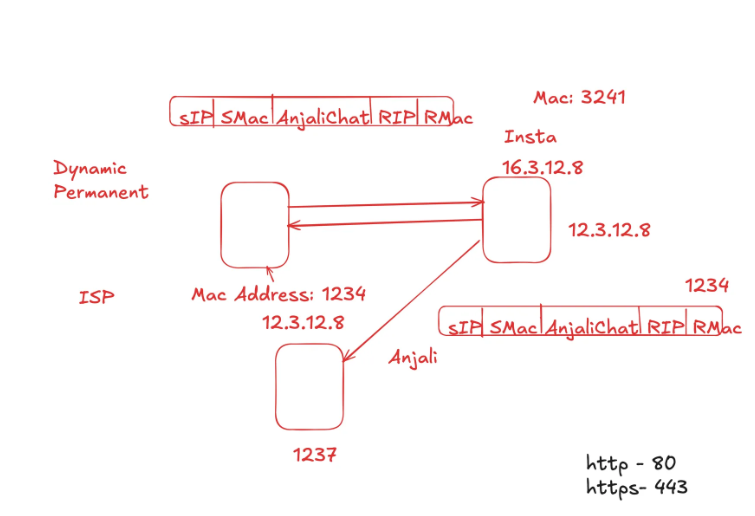 Mac: 3241
sIP SMac AnjaliChat RIP RMac
Insta
16.3.12.8
Dynamic
Permanent
12.3.12.8
ISP
Mac Address: 1234
12.3.12.8
1234
sIP SMac AnjaliChat RIP RMac
Anjali
1237
http - 80
https- 443